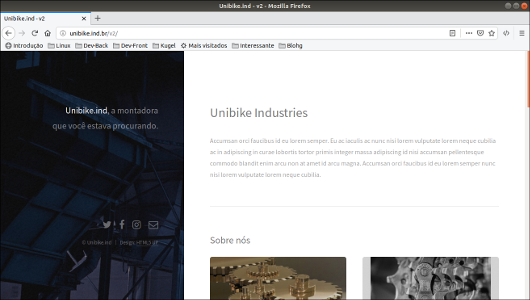 Unibike.ind - v2 - Mozilla Firefox
Unibike.ind - v2
unibike.ind.br/v2/
Introdução Linux Dev-Back Dev-Front Kugel Mais visitados Interessante Blohg
Unibike.ind, a montadora
que você estava procurando.
© Unibike.ind Design: HTML5 UP
Unibike Industries
Accumsan orci faucibus id eu lorem semper. Eu ac iaculis ac nunc nisi lorem vulputate lorem neque cubilia
ac in adipiscing in curae lobortis tortor primis integer massa adipiscing id nisi accumsan pellentesque
commodo blandit enim arcu non at amet id arcu magna. Accumsan orci faucibus id eu lorem semper nunc
nisi lorem vulputate lorem neque cubilia.
Sobre nós